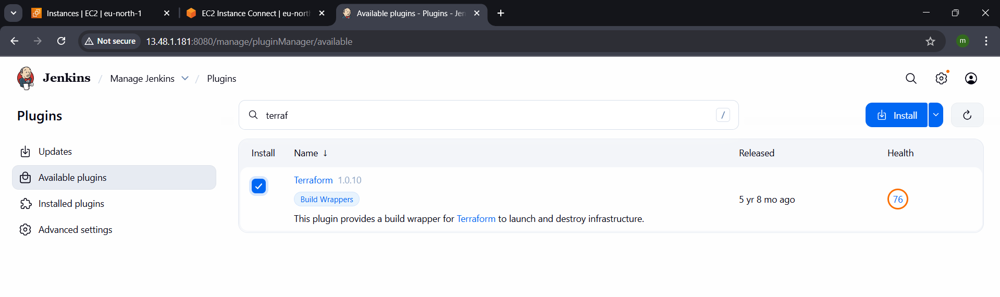 Instances | EC2 | eu-north-1
EC2 Instance Connect | eu-nort
Available plugins - Plugins - Jen
Not secure
13.48.1.181:8080/manage/pluginManager/available
m
Jenkins / Manage Jenkins / Plugins
Plugins
terraf
/
Install
Updates
Available plugins
Installed plugins
Advanced settings
Install Name ↓ Released Health
Terraform 1.0.10
Build Wrappers
5 yr 8 mo ago
76
This plugin provides a build wrapper for Terraform to launch and destroy infrastructure.